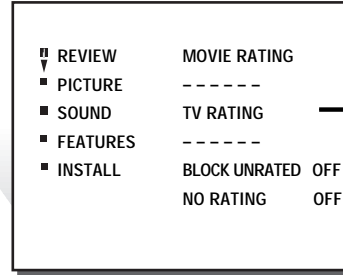 REVIEW MOVIE RATING
PICTURE – – – – – –
SOUND TV RATING
FEATURES – – – – – –
INSTALL BLOCK UNRATED OFF
NO RATING OFF